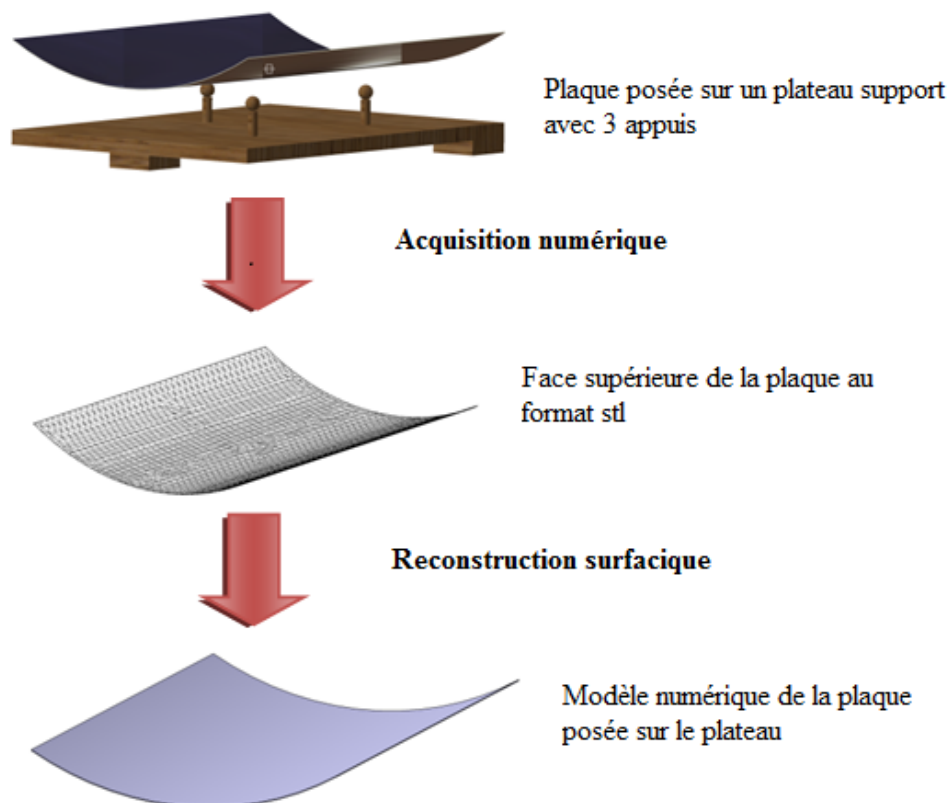 Plaque posée sur un plateau support
avec 3 appuis
Acquisition numérique
Face supérieure de la plaque au
format stl
Reconstruction surfacique
Modèle numérique de la plaque
posée sur le plateau